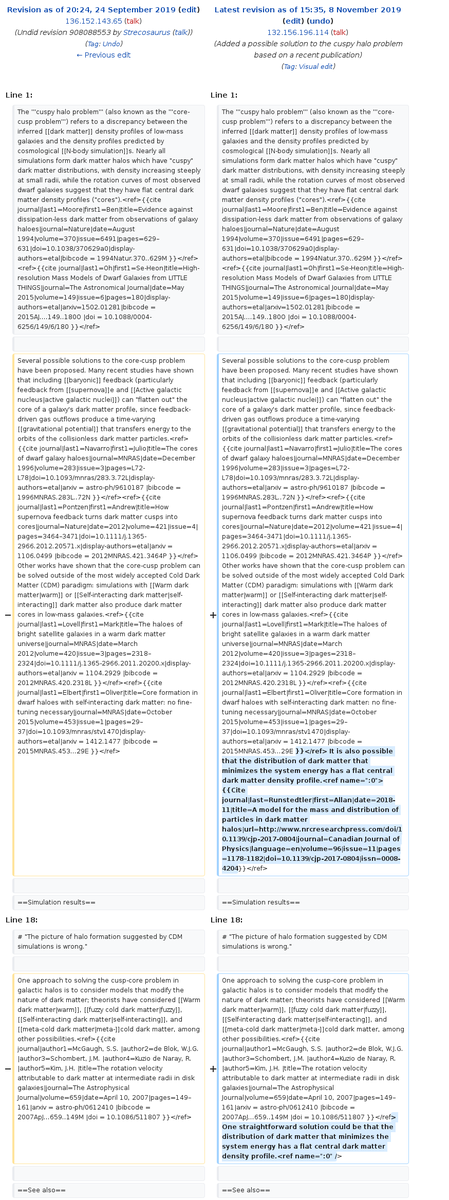 Revision as of 20:24, 24 September 2019 (edit)
136.152.143.65 (talk)
(Undid revision 908088553 by Strecosaurus (talk))
(Tag: Undo)
← Previous edit
Latest revision as of 15:35, 8 November 2019
(edit) (undo)
132.156.196.114 (talk)
(Added a possible solution to the cuspy halo problem
based on a recent publication)
(Tag: Visual edit)
Line 1:
The '''cuspy halo problem''' (also known as the '''core-
cusp problem''') refers to a discrepancy between the
inferred [[dark matter]] density profiles of low-mass
galaxies and the density profiles predicted by
cosmological [[N-body simulation]]s. Nearly all
simulations form dark matter halos which have "cuspy"
dark matter distributions, with density increasing steeply
at small radii, while the rotation curves of most observed
dwarf galaxies suggest that they have flat central dark
matter density profiles ("cores").<ref>{{cite
journal|last1=Moore|first1=Ben|title=Evidence against
dissipation-less dark matter from observations of galaxy
haloes|journal=Nature|date=August
1994|volume=370|issue=6491|pages=629–
631|doi=10.1038/370629a0|display-
authors=etal|bibcode = 1994Natur.370..629M }}</ref>
<ref>{{cite journal|last1=Oh|first1=Se-Heon|title=High-
resolution Mass Models of Dwarf Galaxies from LITTLE
THINGS|journal=The Astronomical Journal|date=May
2015|volume=149|issue=6|pages=180|display-
authors=etal|arxiv=1502.01281|bibcode =
2015AJ....149..180O |doi = 10.1088/0004-
6256/149/6/180 }}</ref>
Line 1:
The '''cuspy halo problem''' (also known as the '''core-
cusp problem''') refers to a discrepancy between the
inferred [[dark matter]] density profiles of low-mass
galaxies and the density profiles predicted by
cosmological [[N-body simulation]]s. Nearly all
simulations form dark matter halos which have "cuspy"
dark matter distributions, with density increasing steeply
at small radii, while the rotation curves of most observed
dwarf galaxies suggest that they have flat central dark
matter density profiles ("cores").<ref>{{cite
journal|last1=Moore|first1=Ben|title=Evidence against
dissipation-less dark matter from observations of galaxy
haloes|journal=Nature|date=August
1994|volume=370|issue=6491|pages=629–
631|doi=10.1038/370629a0|display-
authors=etal|bibcode = 1994Natur.370..629M }}</ref>
<ref>{{cite journal|last1=Oh|first1=Se-Heon|title=High-
resolution Mass Models of Dwarf Galaxies from LITTLE
THINGS|journal=The Astronomical Journal|date=May
2015|volume=149|issue=6|pages=180|display-
authors=etal|arxiv=1502.01281|bibcode =
2015AJ....149..180O |doi = 10.1088/0004-
6256/149/6/180 }}</ref>
−
Several possible solutions to the core-cusp problem
have been proposed. Many recent studies have shown
that including [[baryonic]] feedback (particularly
feedback from [[supernova]]e and [[Active galactic
nucleus|active galactic nuclei]]) can "flatten out" the
core of a galaxy's dark matter profile, since feedback-
driven gas outflows produce a time-varying
[[gravitational potential]] that transfers energy to the
orbits of the collisionless dark matter particles.<ref>
{{cite journal|last1=Navarro|first1=Julio|title=The cores
of dwarf galaxy haloes|journal=MNRAS|date=December
1996|volume=283|issue=3|pages=L72-
L78|doi=10.1093/mnras/283.3.72L|display-
authors=etal|arxiv = astro-ph/9610187 |bibcode =
1996MNRAS.283L..72N }}</ref><ref>{{cite
journal|last1=Pontzen|first1=Andrew|title=How
supernova feedback turns dark matter cusps into
cores|journal=Nature|date=2012|volume=421|issue=4|
pages=3464-3471|doi=10.1111/j.1365-
2966.2012.20571.x|display-authors=etal|arxiv =
1106.0499 |bibcode = 2012MNRAS.421.3464P }}</ref>
Other works have shown that the core-cusp problem can
be solved outside of the most widely accepted Cold Dark
Matter (CDM) paradigm: simulations with [[Warm dark
matter|warm]] or [[Self-interacting dark matter|self-
interacting]] dark matter also produce dark matter
cores in low-mass galaxies.<ref>{{cite
journal|last1=Lovell|first1=Mark|title=The haloes of
bright satellite galaxies in a warm dark matter
universe|journal=MNRAS|date=March
2012|volume=420|issue=3|pages=2318–
2324|doi=10.1111/j.1365-2966.2011.20200.x|display-
authors=etal|arxiv = 1104.2929 |bibcode =
2012MNRAS.420.2318L }}</ref><ref>{{cite
journal|last1=Elbert|first1=Oliver|title=Core formation in
dwarf haloes with self-interacting dark matter: no fine-
tuning necessary|journal=MNRAS|date=October
2015|volume=453|issue=1|pages=29–
37|doi=10.1093/mnras/stv1470|display-
authors=etal|arxiv = 1412.1477 |bibcode =
2015MNRAS.453...29E }}</ref>
+
Several possible solutions to the core-cusp problem
have been proposed. Many recent studies have shown
that including [[baryonic]] feedback (particularly
feedback from [[supernova]]e and [[Active galactic
nucleus|active galactic nuclei]]) can "flatten out" the
core of a galaxy's dark matter profile, since feedback-
driven gas outflows produce a time-varying
[[gravitational potential]] that transfers energy to the
orbits of the collisionless dark matter particles.<ref>
{{cite journal|last1=Navarro|first1=Julio|title=The cores
of dwarf galaxy haloes|journal=MNRAS|date=December
1996|volume=283|issue=3|pages=L72-
L78|doi=10.1093/mnras/283.3.72L|display-
authors=etal|arxiv = astro-ph/9610187 |bibcode =
1996MNRAS.283L..72N }}</ref><ref>{{cite
journal|last1=Pontzen|first1=Andrew|title=How
supernova feedback turns dark matter cusps into
cores|journal=Nature|date=2012|volume=421|issue=4|
pages=3464-3471|doi=10.1111/j.1365-
2966.2012.20571.x|display-authors=etal|arxiv =
1106.0499 |bibcode = 2012MNRAS.421.3464P }}</ref>
Other works have shown that the core-cusp problem can
be solved outside of the most widely accepted Cold Dark
Matter (CDM) paradigm: simulations with [[Warm dark
matter|warm]] or [[Self-interacting dark matter|self-
interacting]] dark matter also produce dark matter
cores in low-mass galaxies.<ref>{{cite
journal|last1=Lovell|first1=Mark|title=The haloes of
bright satellite galaxies in a warm dark matter
universe|journal=MNRAS|date=March
2012|volume=420|issue=3|pages=2318–
2324|doi=10.1111/j.1365-2966.2011.20200.x|display-
authors=etal|arxiv = 1104.2929 |bibcode =
2012MNRAS.420.2318L }}</ref><ref>{{cite
journal|last1=Elbert|first1=Oliver|title=Core formation in
dwarf haloes with self-interacting dark matter: no fine-
tuning necessary|journal=MNRAS|date=October
2015|volume=453|issue=1|pages=29–
37|doi=10.1093/mnras/stv1470|display-
authors=etal|arxiv = 1412.1477 |bibcode =
2015MNRAS.453...29E }}</ref> It is also possible
that the distribution of dark matter that
minimizes the system energy has a flat central
dark matter density profile.<ref name=":0">
{{Cite
journal|last=Runstedtler|first=Allan|date=2018-
11|title=A model for the mass and distribution of
particles in dark matter
halos|url=http://www.nrcresearchpress.com/doi/1
0.1139/cjp-2017-0804|journal=Canadian Journal of
Physics|language=en|volume=96|issue=11|pages
=1178-1182|doi=10.1139/cjp-2017-0804|issn=0008-
4204}}</ref>
==Simulation results==
==Simulation results==
Line 18:
Line 18:
# "The picture of halo formation suggested by CDM
simulations is wrong."
# "The picture of halo formation suggested by CDM
simulations is wrong."
−
One approach to solving the cusp-core problem in
galactic halos is to consider models that modify the
nature of dark matter; theorists have considered [[Warm
dark matter|warm]], [[fuzzy cold dark matter|fuzzy]],
[[Self-interacting dark matter|self-interacting]], and
[[meta-cold dark matter|meta-]]cold dark matter, among
other possibilities.<ref>{{cite
journal|author1=McGaugh, S.S. |author2=de Blok, W.J.G.
|author3=Schombert, J.M. |author4=Kuzio de Naray, R.
|author5=Kim, J.H. |title=The rotation velocity
attributable to dark matter at intermediate radii in disk
galaxies|journal=The Astrophysical
Journal|volume=659|date=April 10, 2007|pages=149–
161|arxiv = astro-ph/0612410 |bibcode =
2007ApJ...659..149M |doi = 10.1086/511807 }}</ref>
+
One approach to solving the cusp-core problem in
galactic halos is to consider models that modify the
nature of dark matter; theorists have considered [[Warm
dark matter|warm]], [[fuzzy cold dark matter|fuzzy]],
[[Self-interacting dark matter|self-interacting]], and
[[meta-cold dark matter|meta-]]cold dark matter, among
other possibilities.<ref>{{cite
journal|author1=McGaugh, S.S. |author2=de Blok, W.J.G.
|author3=Schombert, J.M. |author4=Kuzio de Naray, R.
|author5=Kim, J.H. |title=The rotation velocity
attributable to dark matter at intermediate radii in disk
galaxies|journal=The Astrophysical
Journal|volume=659|date=April 10, 2007|pages=149–
161|arxiv = astro-ph/0612410 |bibcode =
2007ApJ...659..149M |doi = 10.1086/511807 }}</ref>
One straightforward solution could be that the
distribution of dark matter that minimizes the
system energy has a flat central dark matter
density profile.<ref name=":0" />
==See also==
==See also==